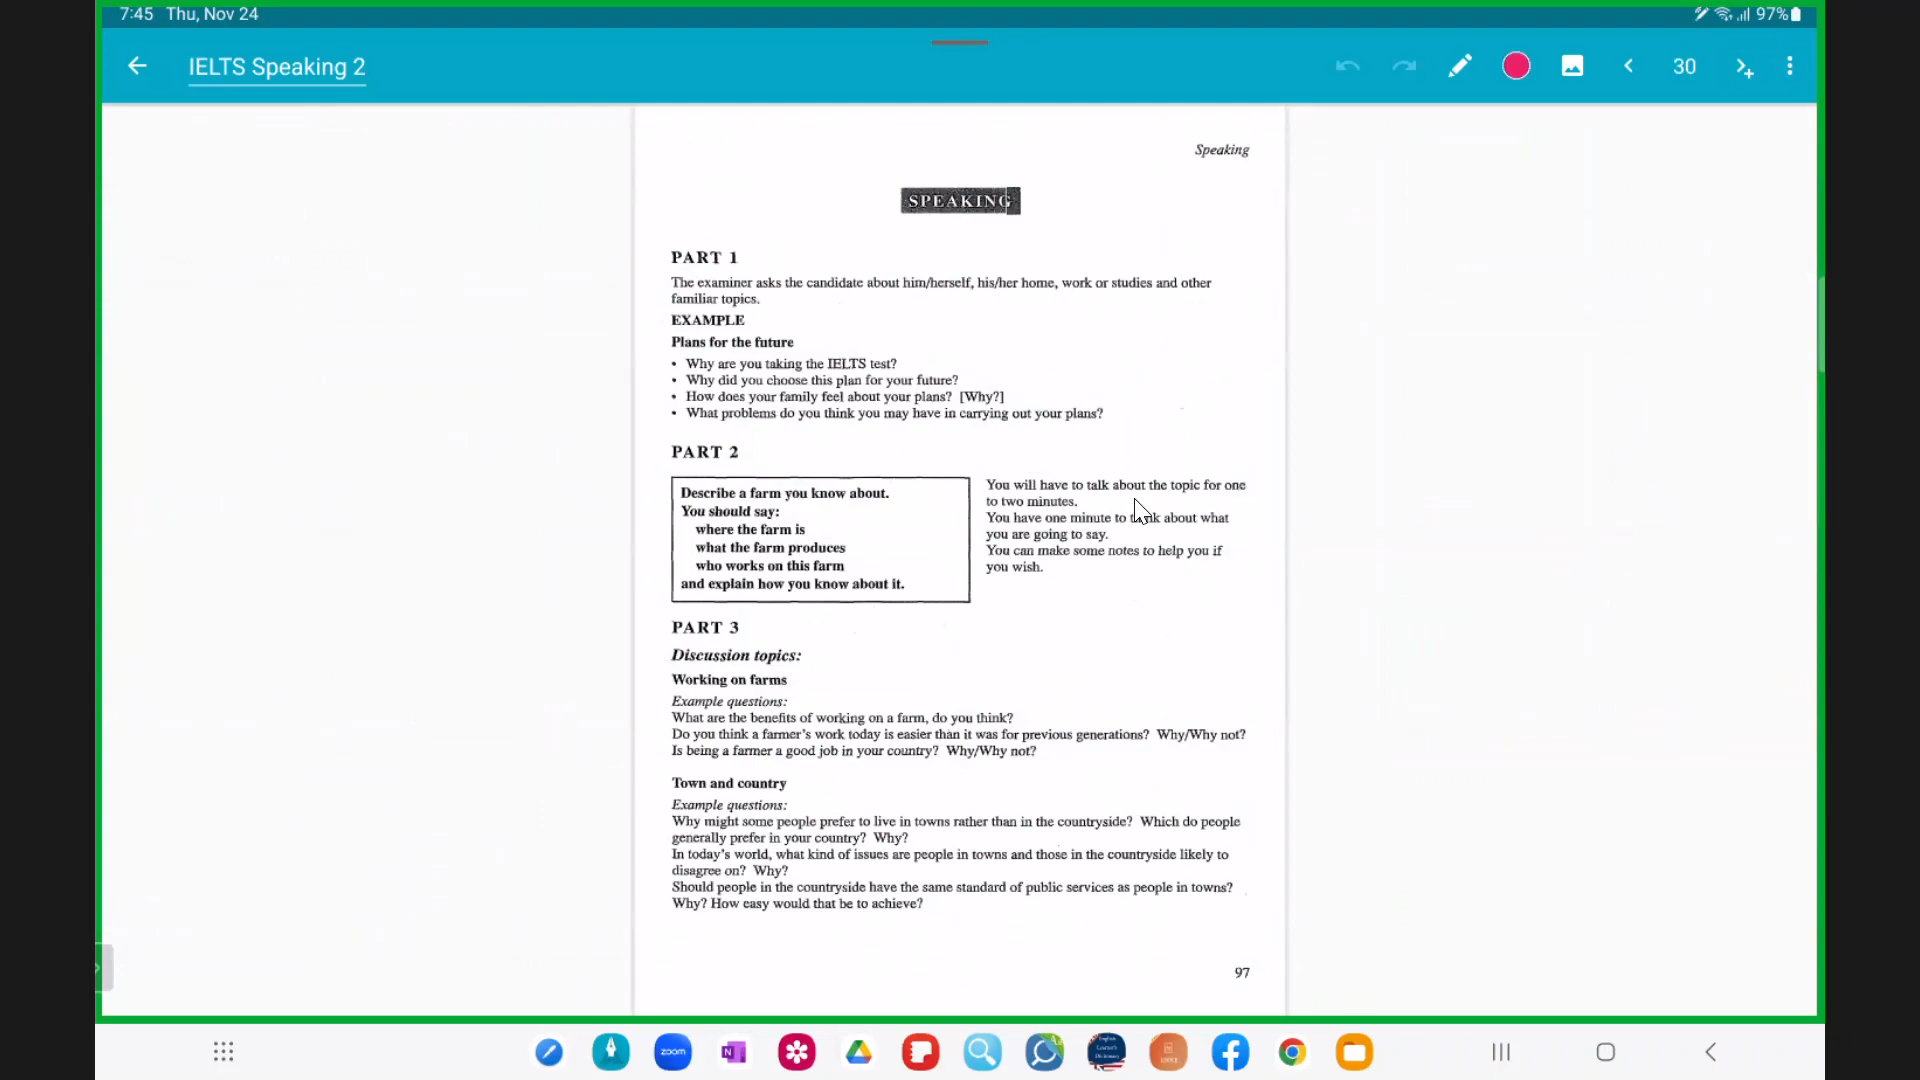 7:45 Thu, Nov 24
97%
IELTS Speaking 2
30
Speaking
SPEAKING
PART 1
The examiner asks the candidate about him/herself, his/her home, work or studies and other
familiar topics.
EXAMPLE
Plans for the future
• Why are you taking the IELTS test?
• Why did you choose this plan for your future?
• How does your family feel about your plans? [Why?]
• What problems do you think you may have in carrying out your plans?
PART 2
Describe a farm you know about.
You should say:
where the farm is
what the farm produces
who works on this farm
and explain how you know about it.
You will have to talk about the topic for one
to two minutes.
You have one minute to think about what
you are going to say.
You can make some notes to help you if
you wish.
PART 3
Discussion topics:
Working on farms
Example questions:
What are the benefits of working on a farm, do you think?
Do you think a farmer's work today is easier than it was for previous generations? Why/Why not?
Is being a farmer a good job in your country? Why/Why not?
Town and country
Example questions:
Why might some people prefer to live in towns rather than in the countryside? Which do people
generally prefer in your country? Why?
In today's world, what kind of issues are people in towns and those in the countryside likely to
disagree on? Why?
Should people in the countryside have the same standard of public services as people in towns?
Why? How easy would that be to achieve?
97
zoom
N